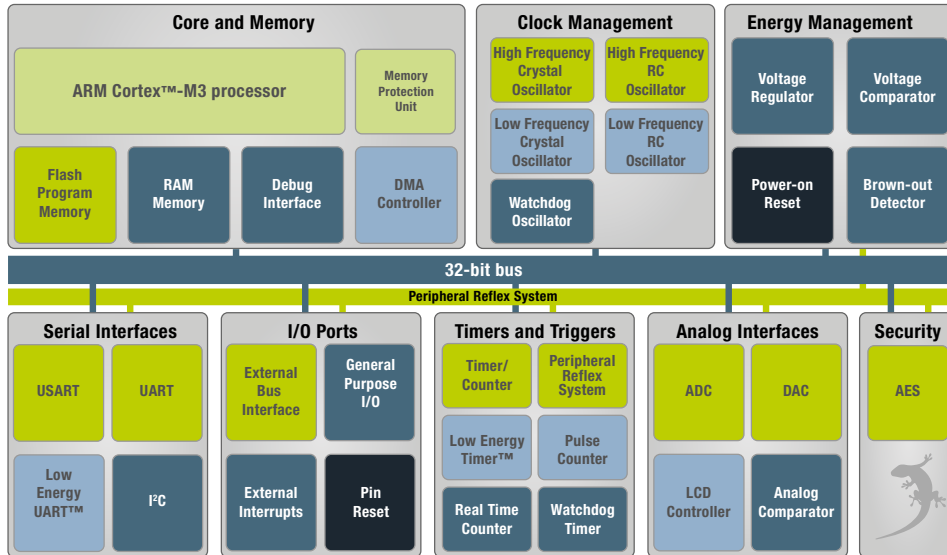 Core and Memory
ARM Cortex™-M3 processor
Memory
Protection
Unit
Flash
Program
Memory
RAM
Memory
Debug
Interface
DMA
Controller
Clock Management
High Frequency
Crystal
Oscillator
High Frequency
RC
Oscillator
Low Frequency
Crystal
Oscillator
Low Frequency
RC
Oscillator
Watchdog
Oscillator
Energy Management
Voltage
Regulator
Voltage
Comparator
Power-on
Reset
Brown-out
Detector
32-bit bus
Peripheral Reflex System
Serial Interfaces
USART
UART
Low
Energy
UART™
I²C
I/O Ports
External
Bus
Interface
General
Purpose
I/O
External
Interrupts
Pin
Reset
Timers and Triggers
Timer/
Counter
Peripheral
Reflex
System
Low Energy
Timer™
Pulse
Counter
Real Time
Counter
Watchdog
Timer
Analog Interfaces
ADC
DAC
LCD
Controller
Analog
Comparator
Security
AES